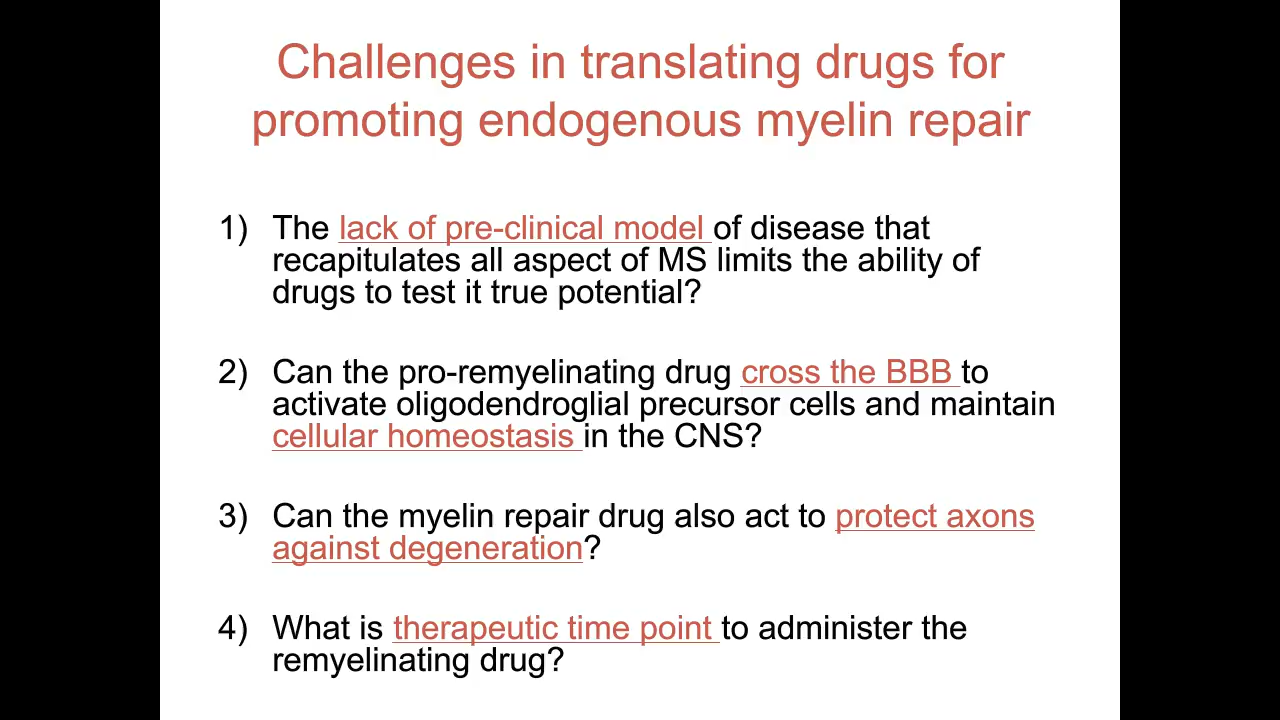 Challenges in translating drugs for
promoting endogenous myelin repair
1) The lack of pre-clinical model of disease that
recapitulates all aspect of MS limits the ability of
drugs to test it true potential?
2) Can the pro-remyelinating drug cross the BBB to
activate oligodendroglial precursor cells and maintain
cellular homeostasis in the CNS?
3) Can the myelin repair drug also act to protect axons
against degeneration?
4) What is therapeutic time point to administer the
remyelinating drug?